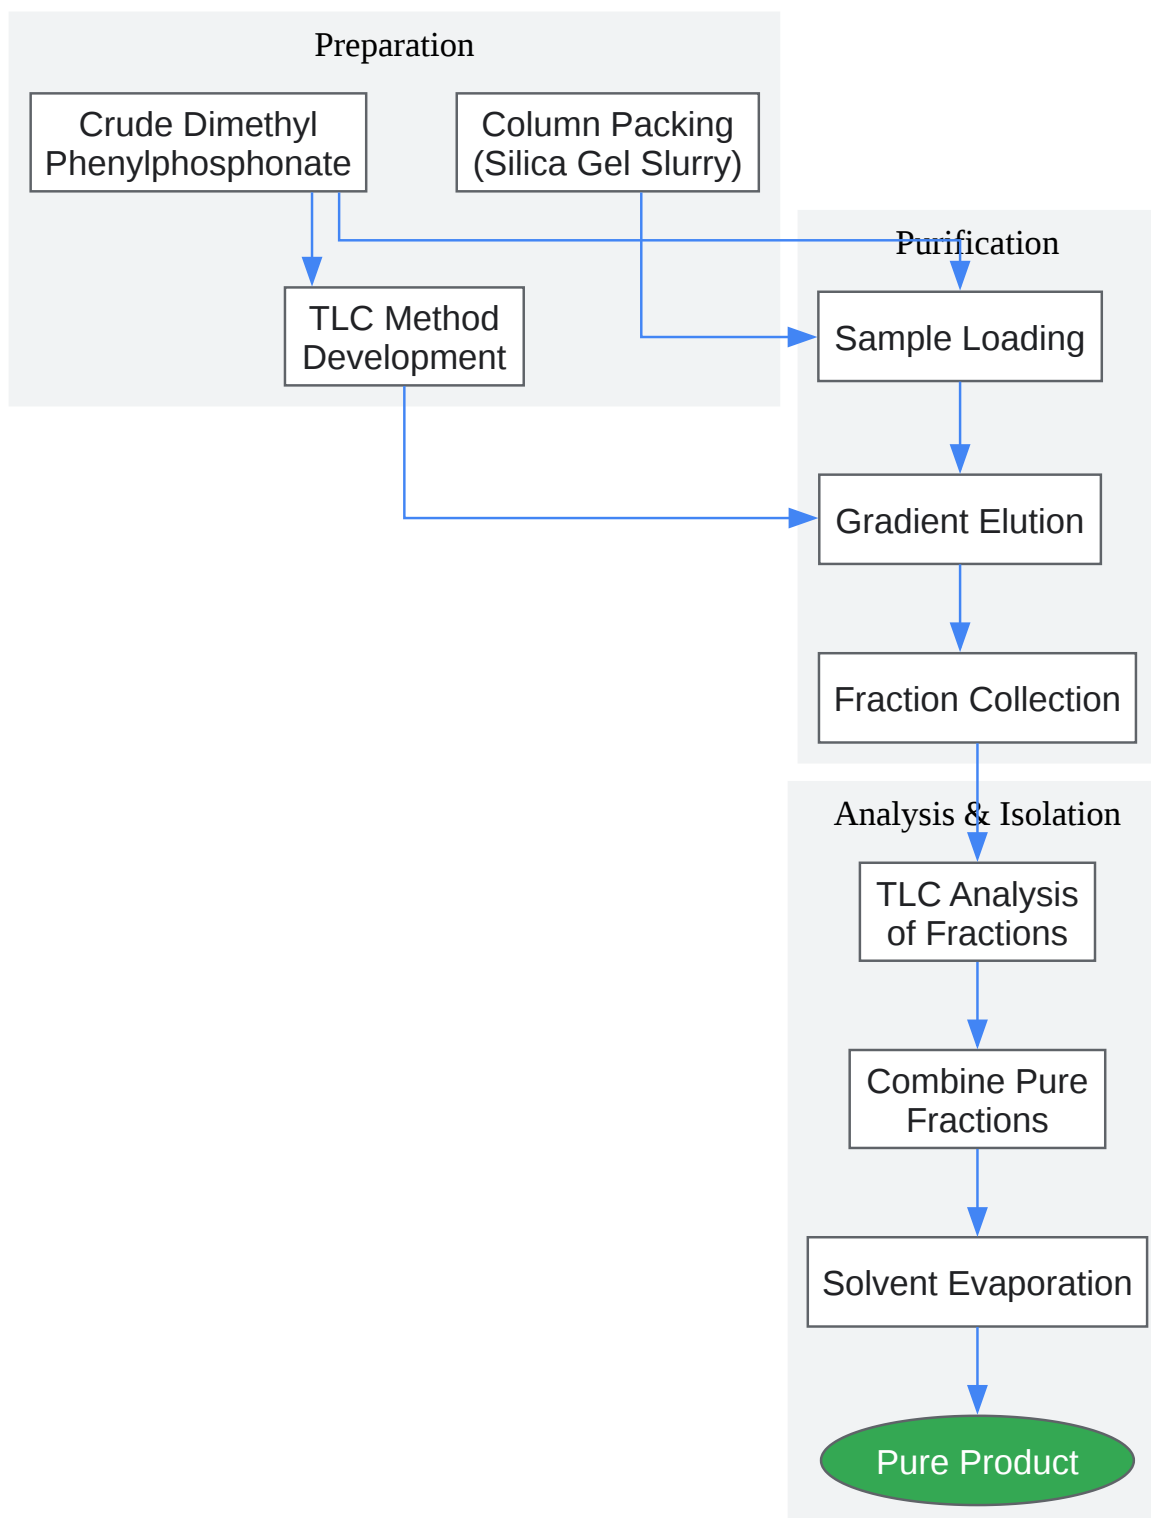 Preparation
Crude Dimethyl
Phenylphosphonate
Column Packing
(Silica Gel Slurry)
TLC Method
Development
Purification
Sample Loading
Gradient Elution
Fraction Collection
Analysis & Isolation
TLC Analysis
of Fractions
Combine Pure
Fractions
Solvent Evaporation
Pure Product